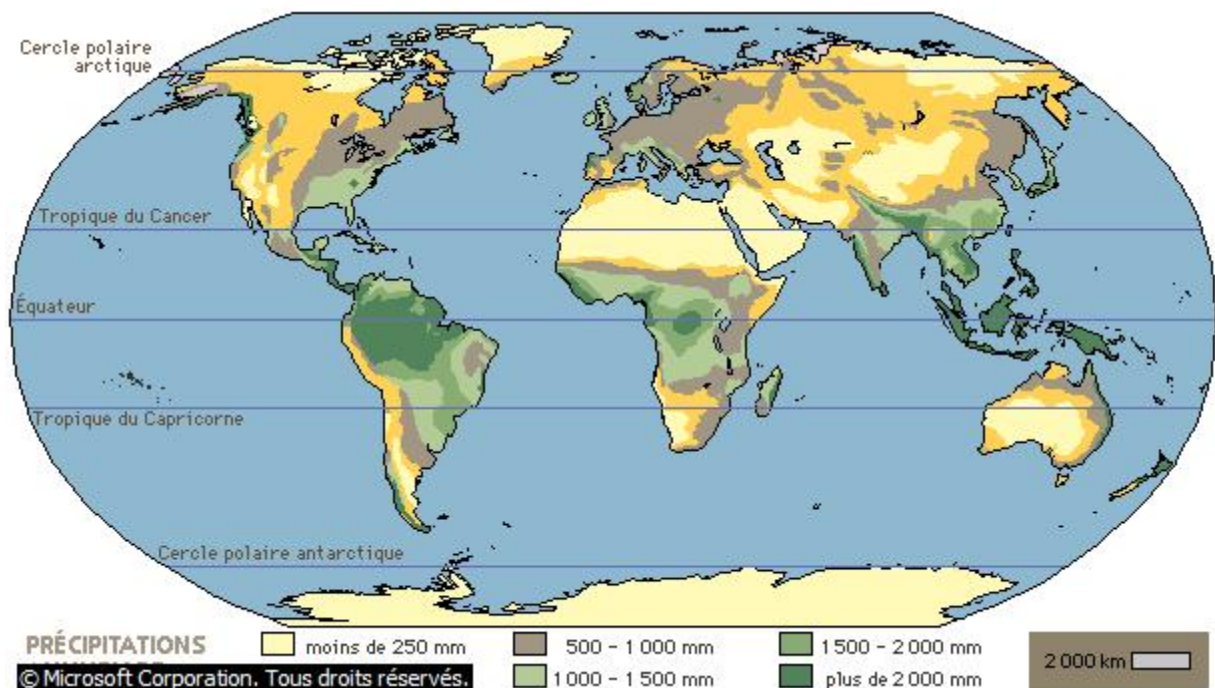 Cercle polaire
arctique
Tropique du Cancer
Équateur
Tropique du Capricorne
Cercle polaire antarctique
PRÉCIPITATIONS
moins de 250 mm
500 - 1 000 mm
1 000 - 1 500 mm
1 500 - 2 000 mm
plus de 2 000 mm
2 000 km
© Microsoft Corporation. Tous droits réservés.